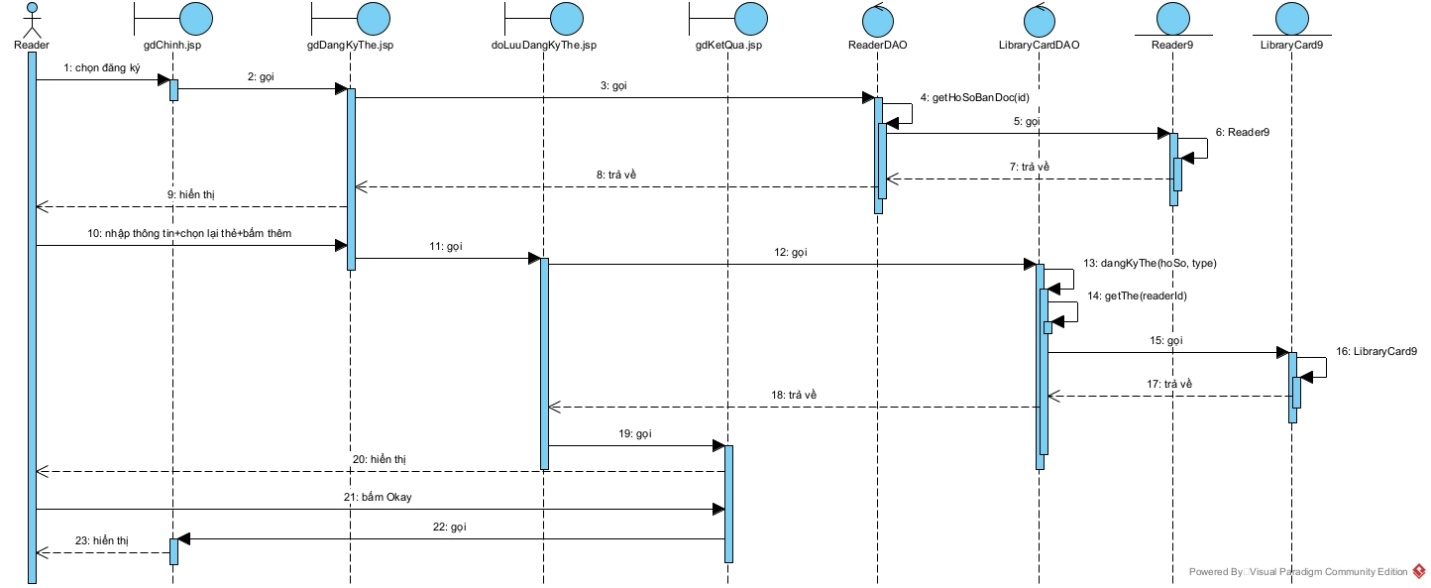 Reader
gdChinh.jsp
gdDangKyThe.jsp
doLuuDangKyThe.jsp
gdKetQua.jsp
ReaderDAO
LibraryCardDAO
Reader9
LibraryCard9
1: chọn đăng ký
2: gọi
3: gọi
4: getHoSoBanDoc(id)
5: gọi
6: Reader9
7: trả về
8: trả về
9: hiển thị
10: nhập thông tin+chọn lại thẻ+bấm thêm
11: gọi
12: gọi
13: dangKyThe(hoSo, type)
14: getThe(readerId)
15: gọi
16: LibraryCard9
17: trả về
18: trả về
19: gọi
20: hiển thị
21: bấm Okay
22: gọi
23: hiển thị
Powered By Visual Paradigm Community Edition